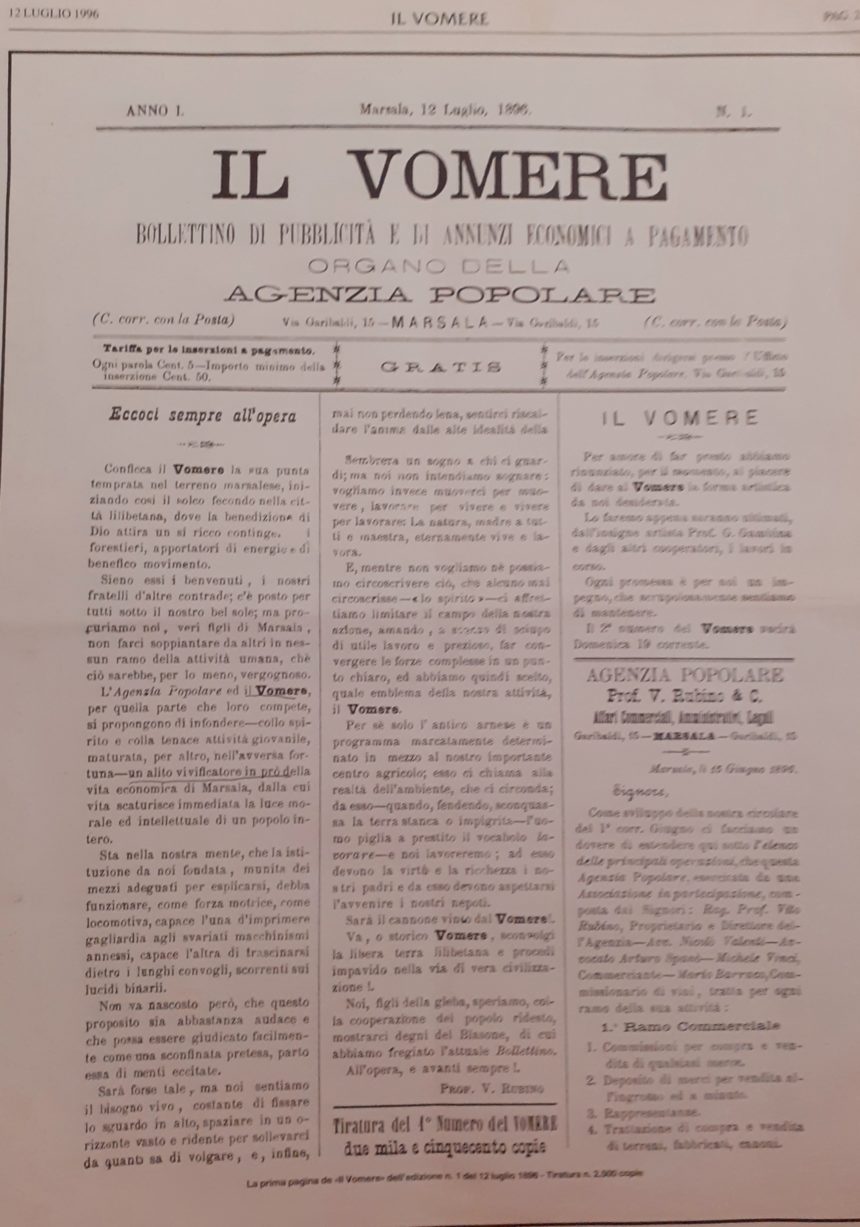 12 LUGLIO 1996
IL VOMERE
PAG 2
ANNO I.
Marsala, 12 Luglio, 1896.
N. 1.
IL VOMERE
BOLLETTINO DI PUBBLICITÀ E DI ANNUNZI ECONOMICI A PAGAMENTO
ORGANO DELLA
AGENZIA POPOLARE
(C. corr. con la Posta)
Via Garibaldi, 15 — MARSALA — Via Garibaldi, 15
(C. corr. con la Posta)
Tariffa per le inserzioni a pagamento.
Ogni parola Cent. 5—Importo minimo della
inserzione Cent. 50.
GRATIS
Per le inserzioni dirigersi presso l'Ufficio
dell'Agenzia Popolare, Via Garibaldi, 15
Eccoci sempre all'opera
Conficca il Vomere la sua punta
temprata nel terreno marsalese, ini-
ziando così il solco fecondo nella cit-
tà lilibetana, dove la benedizione di
Dio attira un sì ricco continge. i
forestieri, apportatori di energie e di
benefico movimento.
Sieno essi i benvenuti, i nostri
fratelli d'altre contrade; c'è posto per
tutti sotto il nostro bel sole; ma pro-
curiamo noi, veri figli di Marsala,
non farci soppiantare da altri in nes-
sun ramo della attività umana, chè
ciò sarebbe, per lo meno, vergognoso.
L'Agenzia Popolare ed il Vomere,
per quella parte che loro compete,
si propongono di infondere—collo spi-
rito e colla tenace attività giovanile,
maturata, per altro, nell'avversa for-
tuna—un alito vivificatore in prò della
vita economica di Marsala, dalla cui
vita scaturisce immediata la luce mo-
rale ed intellettuale di un popolo in-
tero.
Sta nella nostra mente, che la isti-
tuzione da noi fondata, munita dei
mezzi adeguati per esplicarsi, debba
funzionare, come forza motrice, come
locomotiva, capace l'una d'imprimere
gagliardia agli svariati macchinismi
annessi, capace l'altra di trascinarsi
dietro i lunghi convogli, scorrenti sui
lucidi binarii.
Non va nascosto però, che questo
proposito sia abbastanza audace e
che possa essere giudicato facilmen-
te come una sconfinata pretesa, parto
essa di menti eccitate.
Sarà forse tale, ma noi sentiamo
il bisogno vivo, costante di fissare
lo sguardo in alto, spaziare in un o-
rizzonte vasto e ridente per sollevarci
da quanto sa di volgare, e, infine,
mai non perdendo lena, sentirci riscal-
dare l'anima dalle alte idealità della
Sembrerà un sogno a chi ci guar-
di; ma noi non intendiamo sognare:
vogliamo invece muoverci per muo-
vere, lavorare per vivere e vivere
per lavorare: La natura, madre a tut-
ti e maestra, eternamente vive e la-
vora.
E, mentre non vogliamo nè possia-
mo circoscrivere ciò, che alcuno mai
circoscrisse—«lo spirito»—ci affret-
tiamo limitare il campo della nostra
azione, amando, a scanso di sciupo
di utile lavoro e prezioso, far con-
vergere le forze complesse in un pun-
to chiaro, ed abbiamo quindi scelto,
quale emblema della nostra attività,
il Vomere.
Per sè solo l'antico arnese è un
programma marcatamente determi-
nato in mezzo al nostro importante
centro agricolo; esso ci chiama alla
realtà dell'ambiente, che ci circonda;
da esso—quando, fendendo, sconquas-
sa la terra stanca o impigrita—l'uo-
mo piglia a prestito il vocabolo la-
vorare—e noi lavoreremo; ad esso
devono la virtù e la ricchezza i no-
stri padri e da esso devono aspettarsi
l'avvenire i nostri nepoti.
Sarà il cannone vinto dal Vomere!.
Va, o storico Vomere, sconvolgi
la libera terra lilibetana e procedi
impavido nella via di vera civilizza-
zione!.
Noi, figli della gleba, speriamo, col-
la cooperazione del popolo ridesto,
mostrarci degni del Blasone, di cui
abbiamo fregiato l'attuale Bollettino.
All'opera, e avanti sempre!.
PROF. V. RUBINO
Tiratura del 1° Numero del VOMERE
due mila e cinquecento copie
IL VOMERE
Per amore di far presto abbiamo
rinunziato, per il momento, al piacere
di dare al Vomere la forma artistica
da noi desiderata.
Lo faremo appena saranno ultimati,
dall'insigne artista Prof. G. Gambina
e dagli altri cooperatori, i lavori in
corso.
Ogni promessa è per noi un im-
pegno, che scrupolosamente sentiamo
di mantenere.
Il 2° numero del Vomere uscirà
Domenica 19 corrente.
AGENZIA POPOLARE
Prof. V. Rubino & C.
Affari Commerciali, Amministrativi, Legali
Garibaldi, 15—MARSALA—Garibaldi, 15
Marsala, li 15 Giugno 1896.
Signore,
Come sviluppo della nostra circolare
del 1° corr. Giugno ci facciamo un
dovere di estendere qui sotto l'elenco
delle principali operazioni, che questa
Agenzia Popolare, esercitata da una
Associazione in partecipazione, com-
posta dai Signori: Rag. Prof. Vito
Rubino, Proprietario e Direttore del-
l'Agenzia—Avv. Nicolò Valenti—Av-
vocato Arturo Spanò—Michele Vinci,
Commerciante—Mario Barraco, Com-
missionario di vini, tratta per ogni
ramo della sua attività:
1.° Ramo Commerciale
1. Commissioni per compra e ven-
dita di qualsiasi merce.
2. Deposito di merci per vendita al-
l'ingrosso ed a minuto.
3. Rappresentanze.
4. Trattazione di compra e vendita
di terreni, fabbricati, canoni.
La prima pagina de «Il Vomere» dell'edizione n. 1 del 12 luglio 1896 - Tiratura n. 2.500 copie